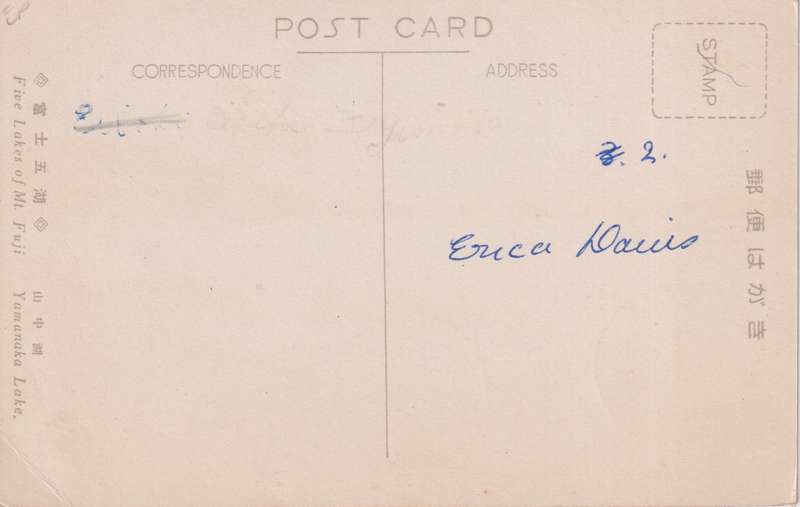 POST CARD
CORRESPONDENCE
ADDRESS
STAMP
2.
Erica Davis
郵便はがき
◈ 富士五湖 ◈ 山中湖
Five Lakes of Mt. Fuji Yamanaka Lake.